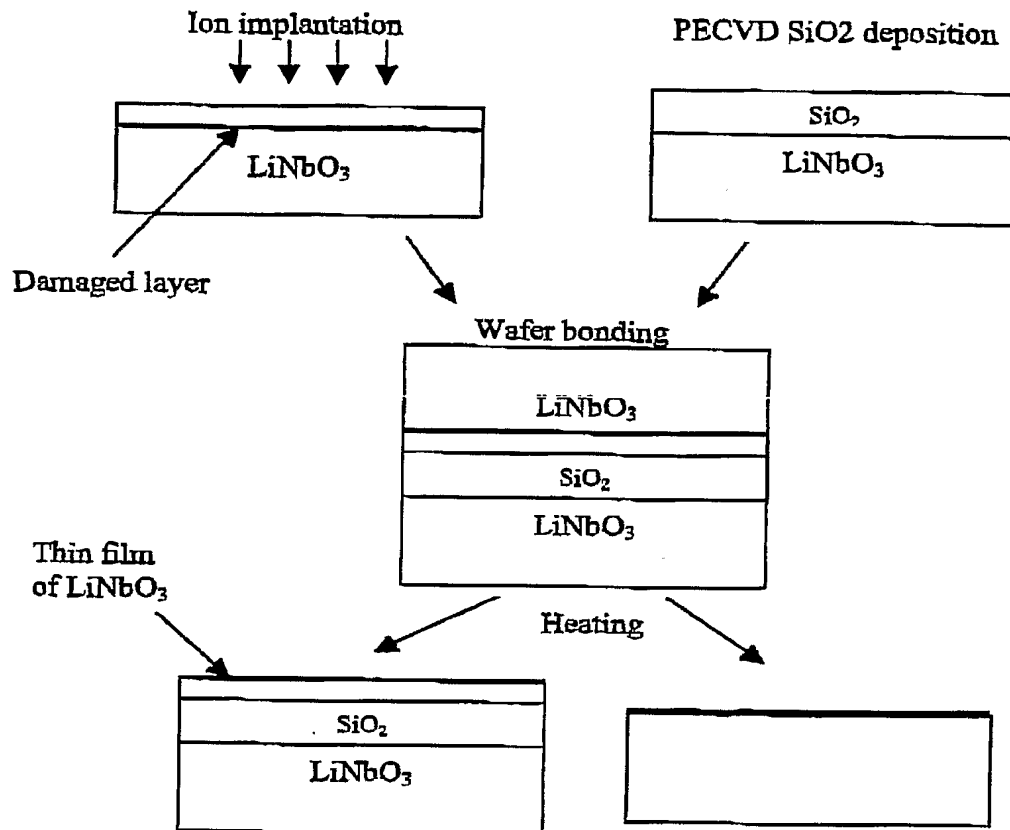 Ion implantation
PECVD SiO2 deposition
SiO₂
LiNbO₃
LiNbO₃
Damaged layer
Wafer bonding
LiNbO₃
SiO₂
LiNbO₃
Thin film
of LiNbO₃
Heating
SiO₂
LiNbO₃